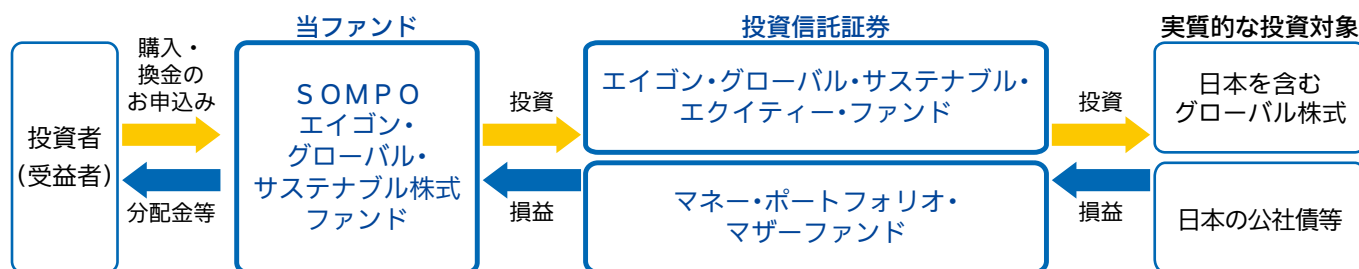 当ファンド
投資信託証券
実質的な投資対象
購入・
換金の
お申込み
投資者
(受益者)
分配金等
SOMPO
エイゴン・
グローバル・
サステナブル株式
ファンド
投資
損益
エイゴン・グローバル・サステナブル・
エクイティー・ファンド
マネー・ポートフォリオ・
マザーファンド
投資
損益
日本を含む
グローバル株式
日本の公社債等